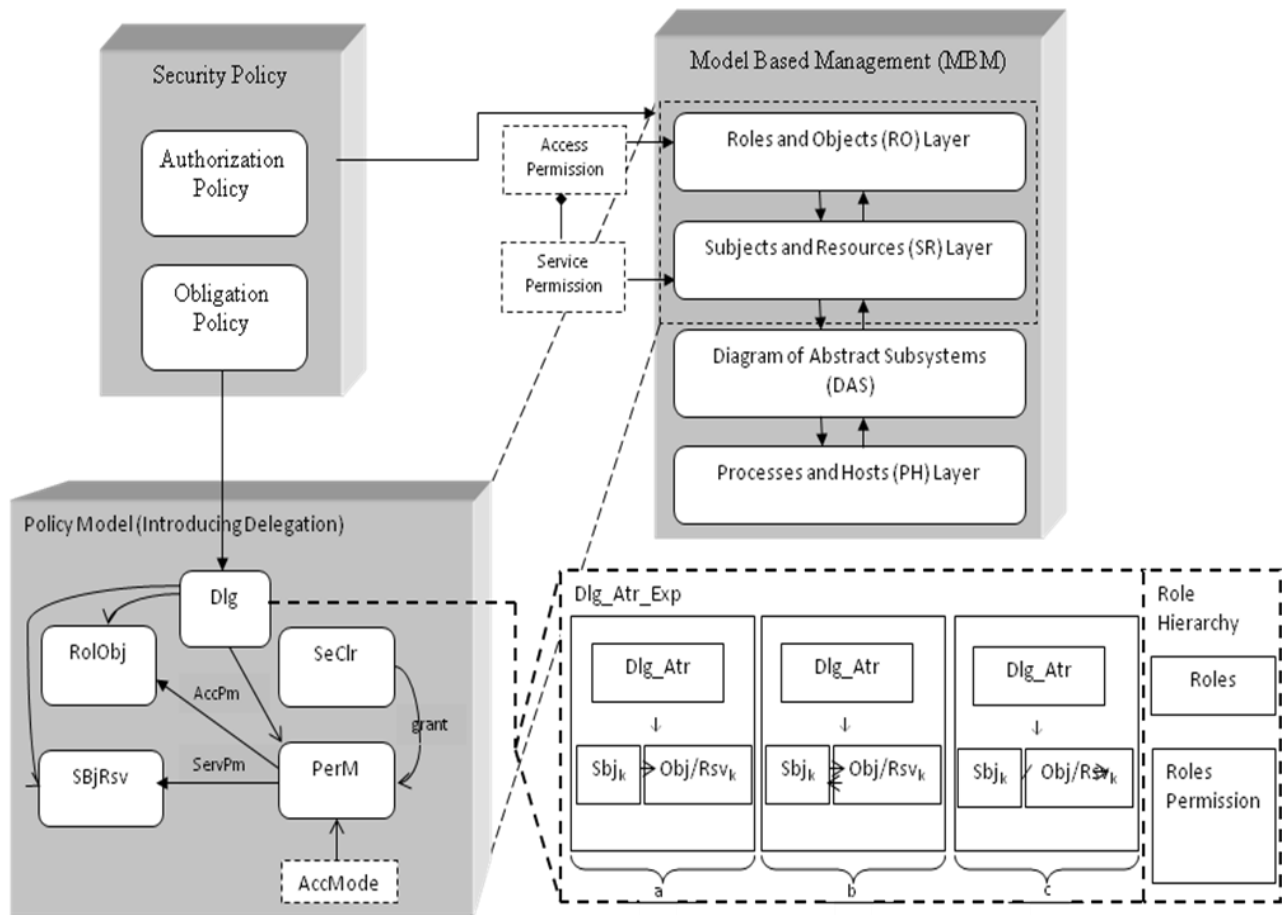 Security Policy
Authorization
Policy
Obligation
Policy
Model Based Management (MBM)
Roles and Objects (RO) Layer
Subjects and Resources (SR) Layer
Diagram of Abstract Subsystems
(DAS)
Processes and Hosts (PH) Layer
Access
Permission
Service
Permission
Policy Model (Introducing Delegation)
Dlg
RolObj
SeClr
AccPm
grant
ServPm
SBjRsv
PerM
AccMode
Dlg_Atr_Exp
Dlg_Atr
Sbjk
Obj/Rsvk
a
Dlg_Atr
Sbjk
Obj/Rsvk
b
Dlg_Atr
Sbjk
Obj/Rsvk
c
Role
Hierarchy
Roles
Roles
Permission